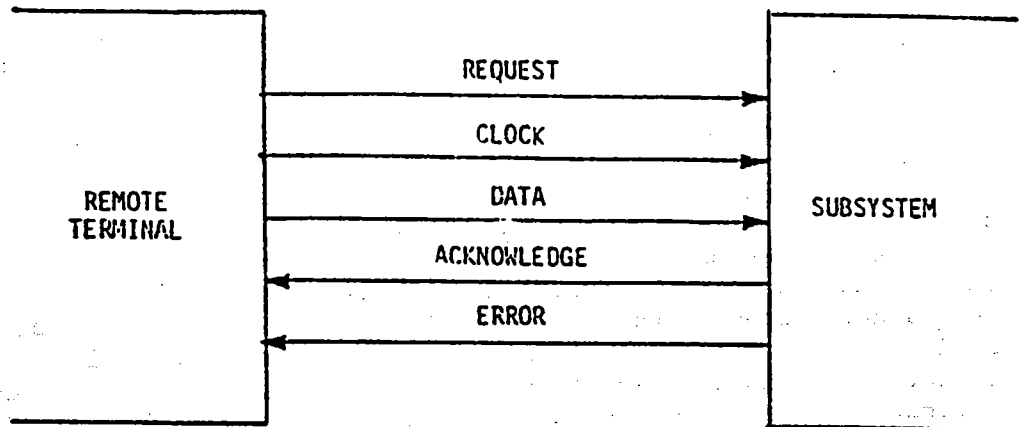 REQUEST
CLOCK
DATA
ACKNOWLEDGE
ERROR
REMOTE
TERMINAL
SUBSYSTEM